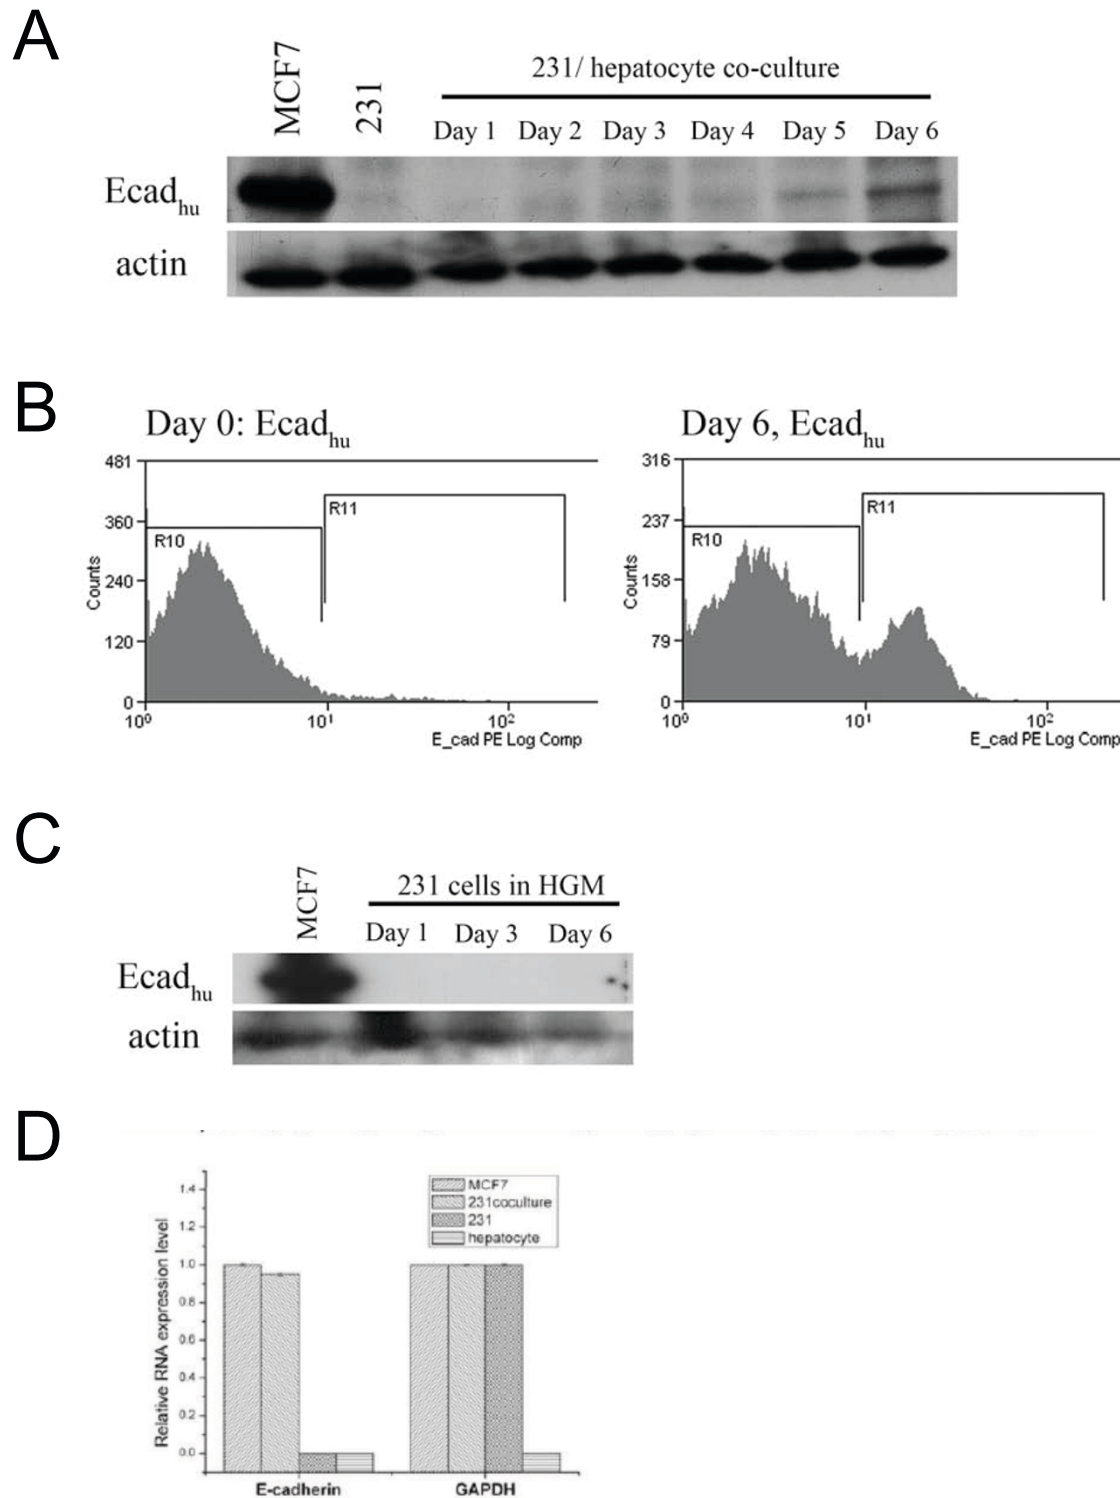 A
MCF7
231
231/ hepatocyte co-culture
Day 1 Day 2 Day 3 Day 4 Day 5 Day 6
Ecadhu
actin
B
Day 0: Ecadhu
481
360
240
120
0
Counts
R10
R11
10⁰ 10¹ 10²
E_cad PE Log Comp
Day 6, Ecadhu
316
237
158
79
0
Counts
R10
R11
10⁰ 10¹ 10²
E_cad PE Log Comp
C
MCF7
231 cells in HGM
Day 1 Day 3 Day 6
Ecadhu
actin
D
Relative RNA expression level
1.4
1.2
1.0
0.8
0.6
0.4
0.2
0.0
MCF7
231coculture
231
hepatocyte
E-cadherin GAPDH